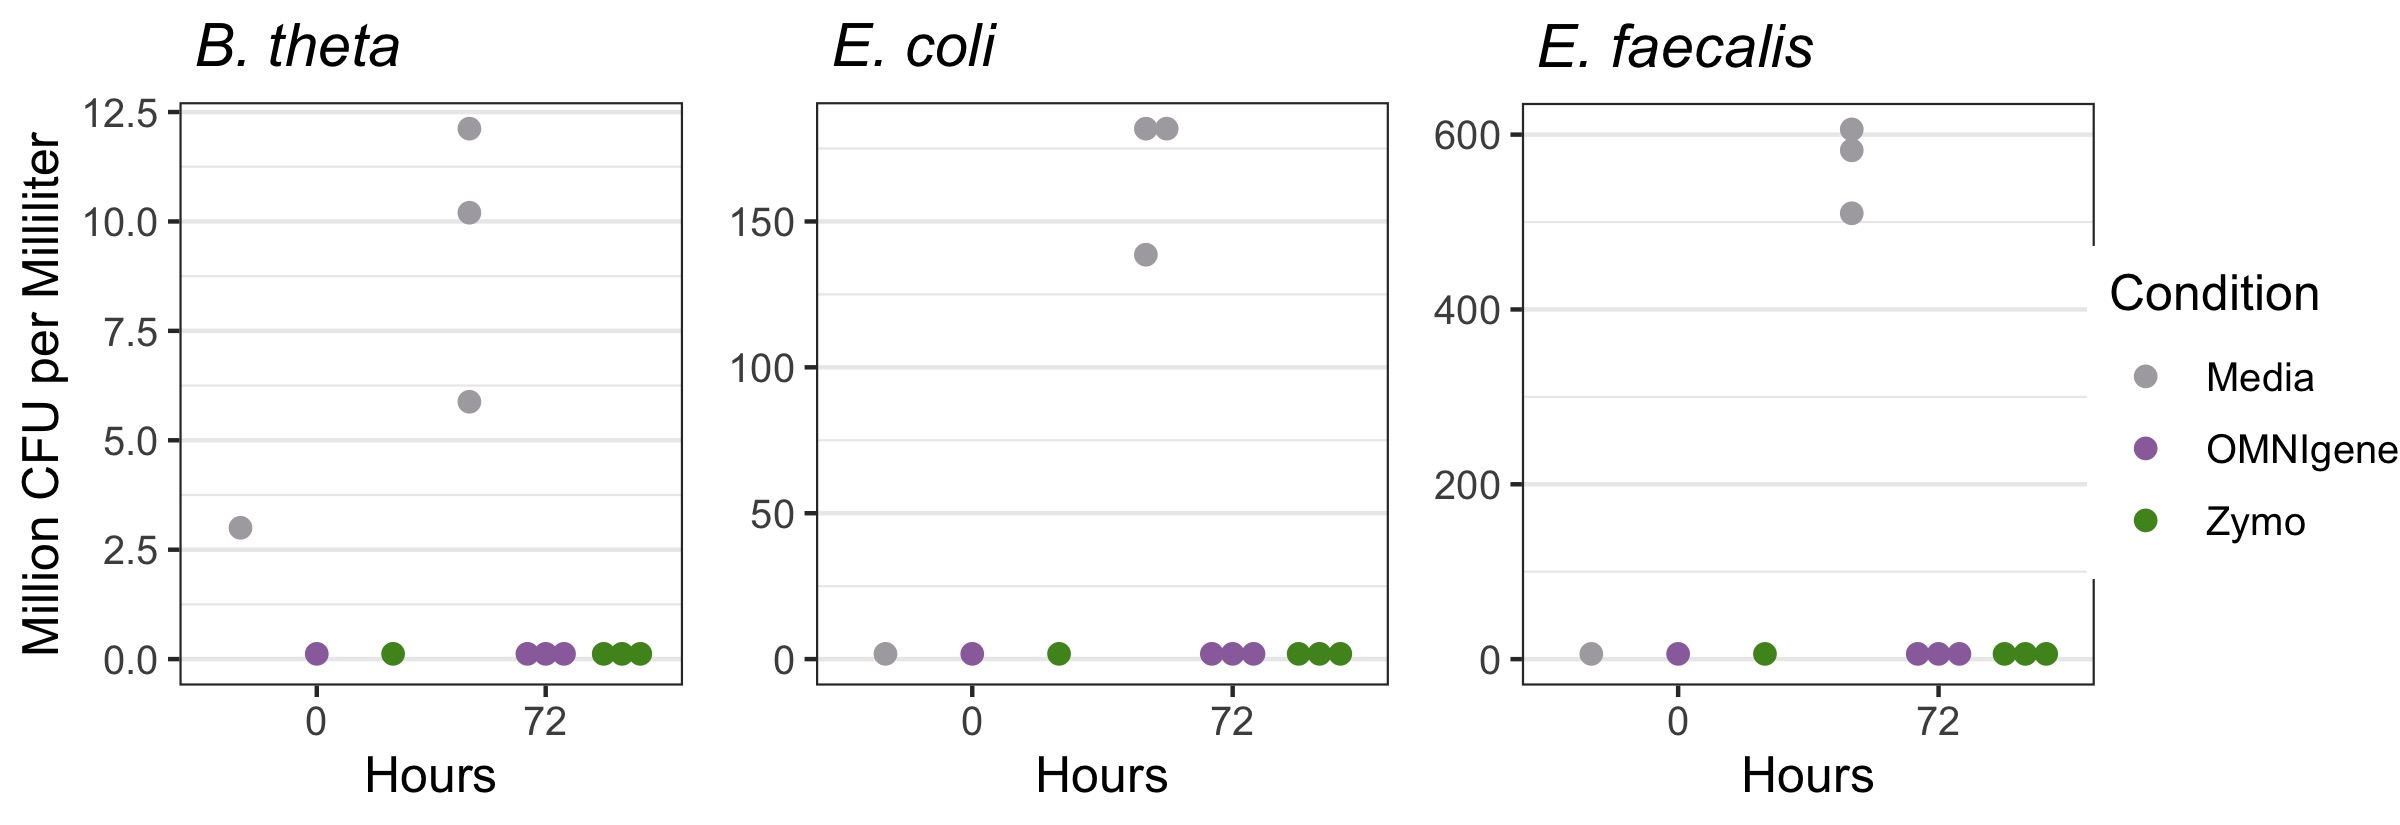 B. theta
E. coli
E. faecalis
Million CFU per Milliliter
12.5
10.0
7.5
5.0
2.5
0.0
0
72
Hours
150
100
50
0
0
72
Hours
600
400
200
0
0
72
Hours
Condition
Media
OMNIgene
Zymo